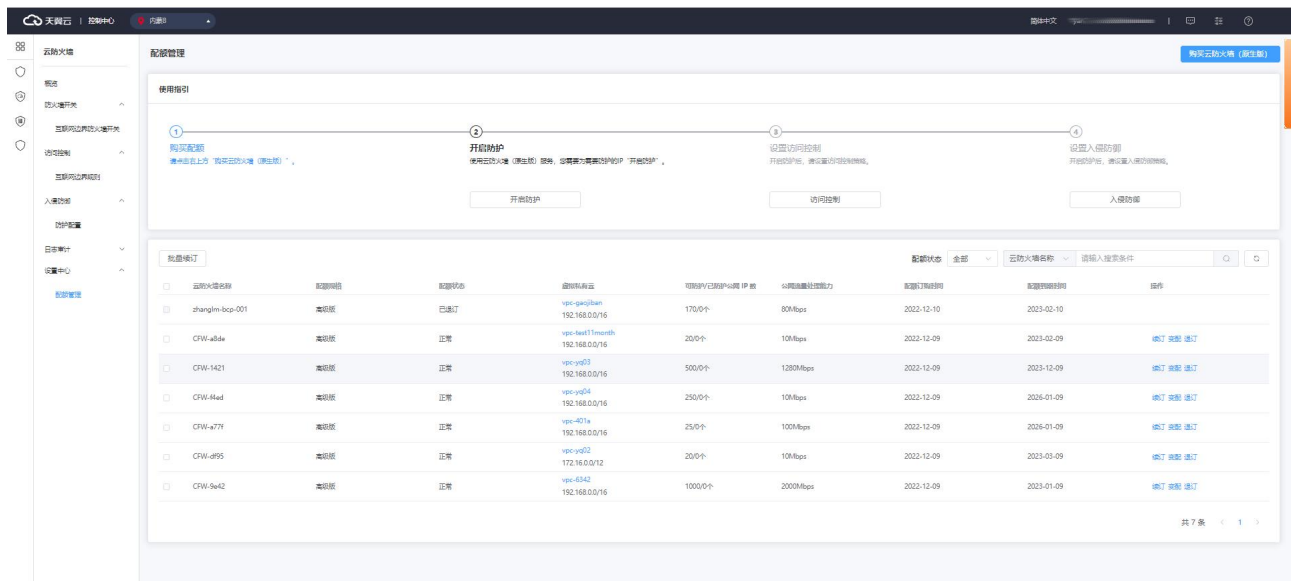 天翼云 | 控制中心 内蒙8 简体中文
云防火墙
概览
防火墙开关
互联网边界防火墙开关
访问控制
互联网边界规则
入侵防御
防护配置
日志审计
设置中心
配额管理
配额管理 购买云防火墙（原生版）
使用指引
1 2 3 4
购买配额 开启防护 设置访问控制 设置入侵防御
请点击右上方“购买云防火墙（原生版）”。 使用云防火墙（原生版）服务，您需要为需要防护的IP“开启防护”。 开启防护后，请设置访问控制策略。 开启防护后，请设置入侵防御策略。
开启防护 访问控制 入侵防御
批量续订 配额状态 全部 云防火墙名称 请输入搜索条件
云防火墙名称 配额规格 配额状态 虚拟私有云 可防护/已防护公网 IP 数 公网流量处理能力 配额订购时间 配额到期时间 操作
zhanglm-bcp-001 高级版 已退订 vpc-gaojiban 170/0个 80Mbps 2022-12-10 2023-02-10
192.168.0.0/16
CFW-a8de 高级版 正常 vpc-test11month 20/0个 10Mbps 2022-12-09 2023-02-09 续订 变配 退订
192.168.0.0/16
CFW-1421 高级版 正常 vpc-yq03 500/0个 1280Mbps 2022-12-09 2023-12-09 续订 变配 退订
192.168.0.0/16
CFW-f4ed 高级版 正常 vpc-yq04 250/0个 10Mbps 2022-12-09 2026-01-09 续订 变配 退订
192.168.0.0/16
CFW-a77f 高级版 正常 vpc-401a 25/0个 100Mbps 2022-12-09 2026-01-09 续订 变配 退订
192.168.0.0/16
CFW-df95 高级版 正常 vpc-yq02 20/0个 10Mbps 2022-12-09 2023-03-09 续订 变配 退订
172.16.0.0/12
CFW-9e42 高级版 正常 vpc-6342 1000/0个 2000Mbps 2022-12-09 2023-01-09 续订 变配 退订
192.168.0.0/16
共 7 条 < 1 >